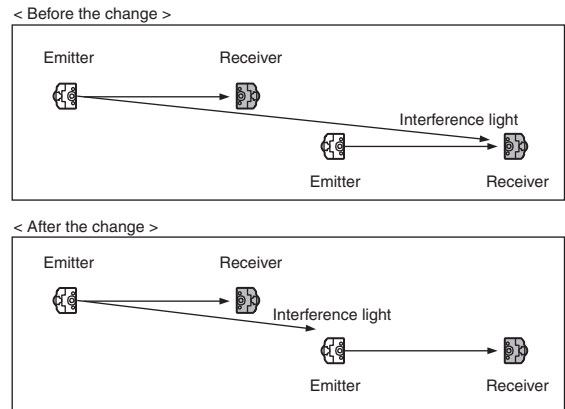 < Before the change >
Emitter Receiver
Interference light
Emitter Receiver
< After the change >
Emitter Receiver
Interference light
Emitter Receiver